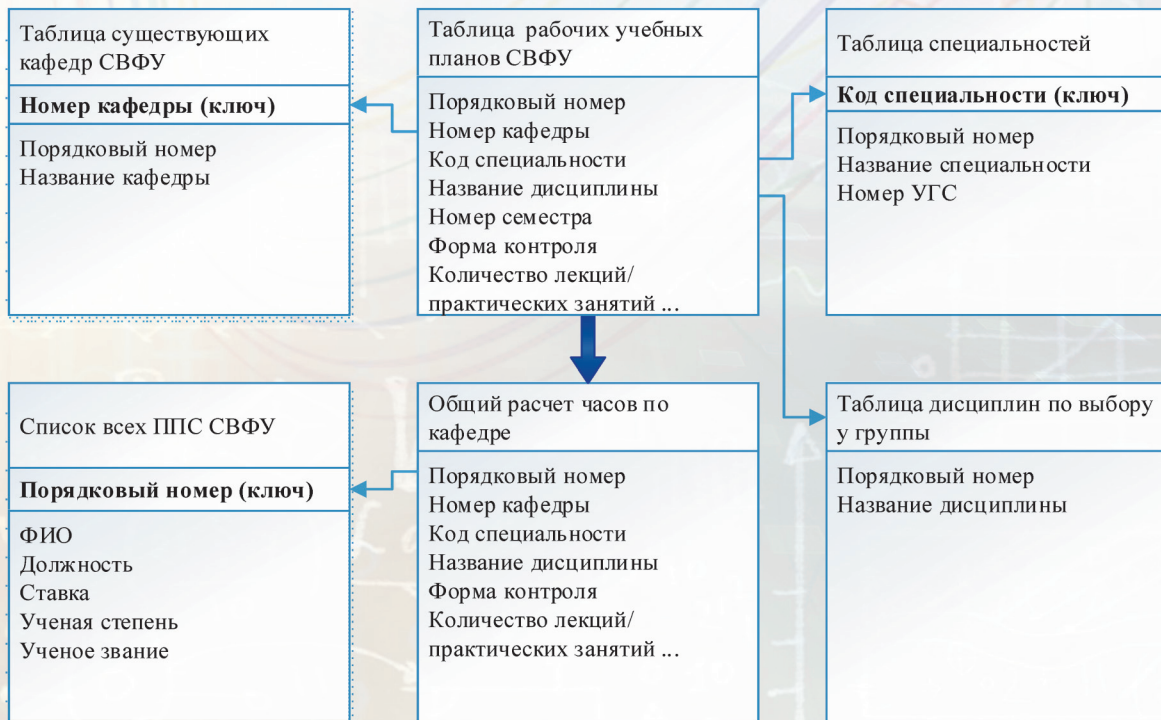 Таблица существующих
кафедр СВФУ
Номер кафедры (ключ)
Порядковый номер
Название кафедры
Таблица рабочих учебных
планов СВФУ
Порядковый номер
Номер кафедры
Код специальности
Название дисциплины
Номер семестра
Форма контроля
Количество лекций/
практических занятий ...
Таблица специальностей
Код специальности (ключ)
Порядковый номер
Название специальности
Номер УГС
Список всех ППС СВФУ
Порядковый номер (ключ)
ФИО
Должность
Ставка
Ученая степень
Ученое звание
Общий расчет часов по
кафедре
Порядковый номер
Номер кафедры
Код специальности
Название дисциплины
Форма контроля
Количество лекций/
практических занятий ...
Таблица дисциплин по выбору
у группы
Порядковый номер
Название дисциплины